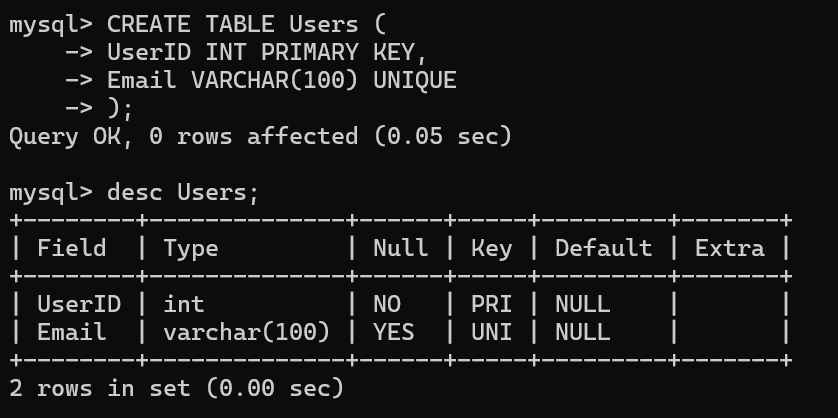 mysql> CREATE TABLE Users (
    -> UserID INT PRIMARY KEY,
    -> Email VARCHAR(100) UNIQUE
    -> );
Query OK, 0 rows affected (0.05 sec)

mysql> desc Users;
+--------+--------------+------+-----+---------+-------+
| Field  | Type         | Null | Key | Default | Extra |
+--------+--------------+------+-----+---------+-------+
| UserID | int          | NO   | PRI | NULL    |       |
| Email  | varchar(100) | YES  | UNI | NULL    |       |
+--------+--------------+------+-----+---------+-------+
2 rows in set (0.00 sec)